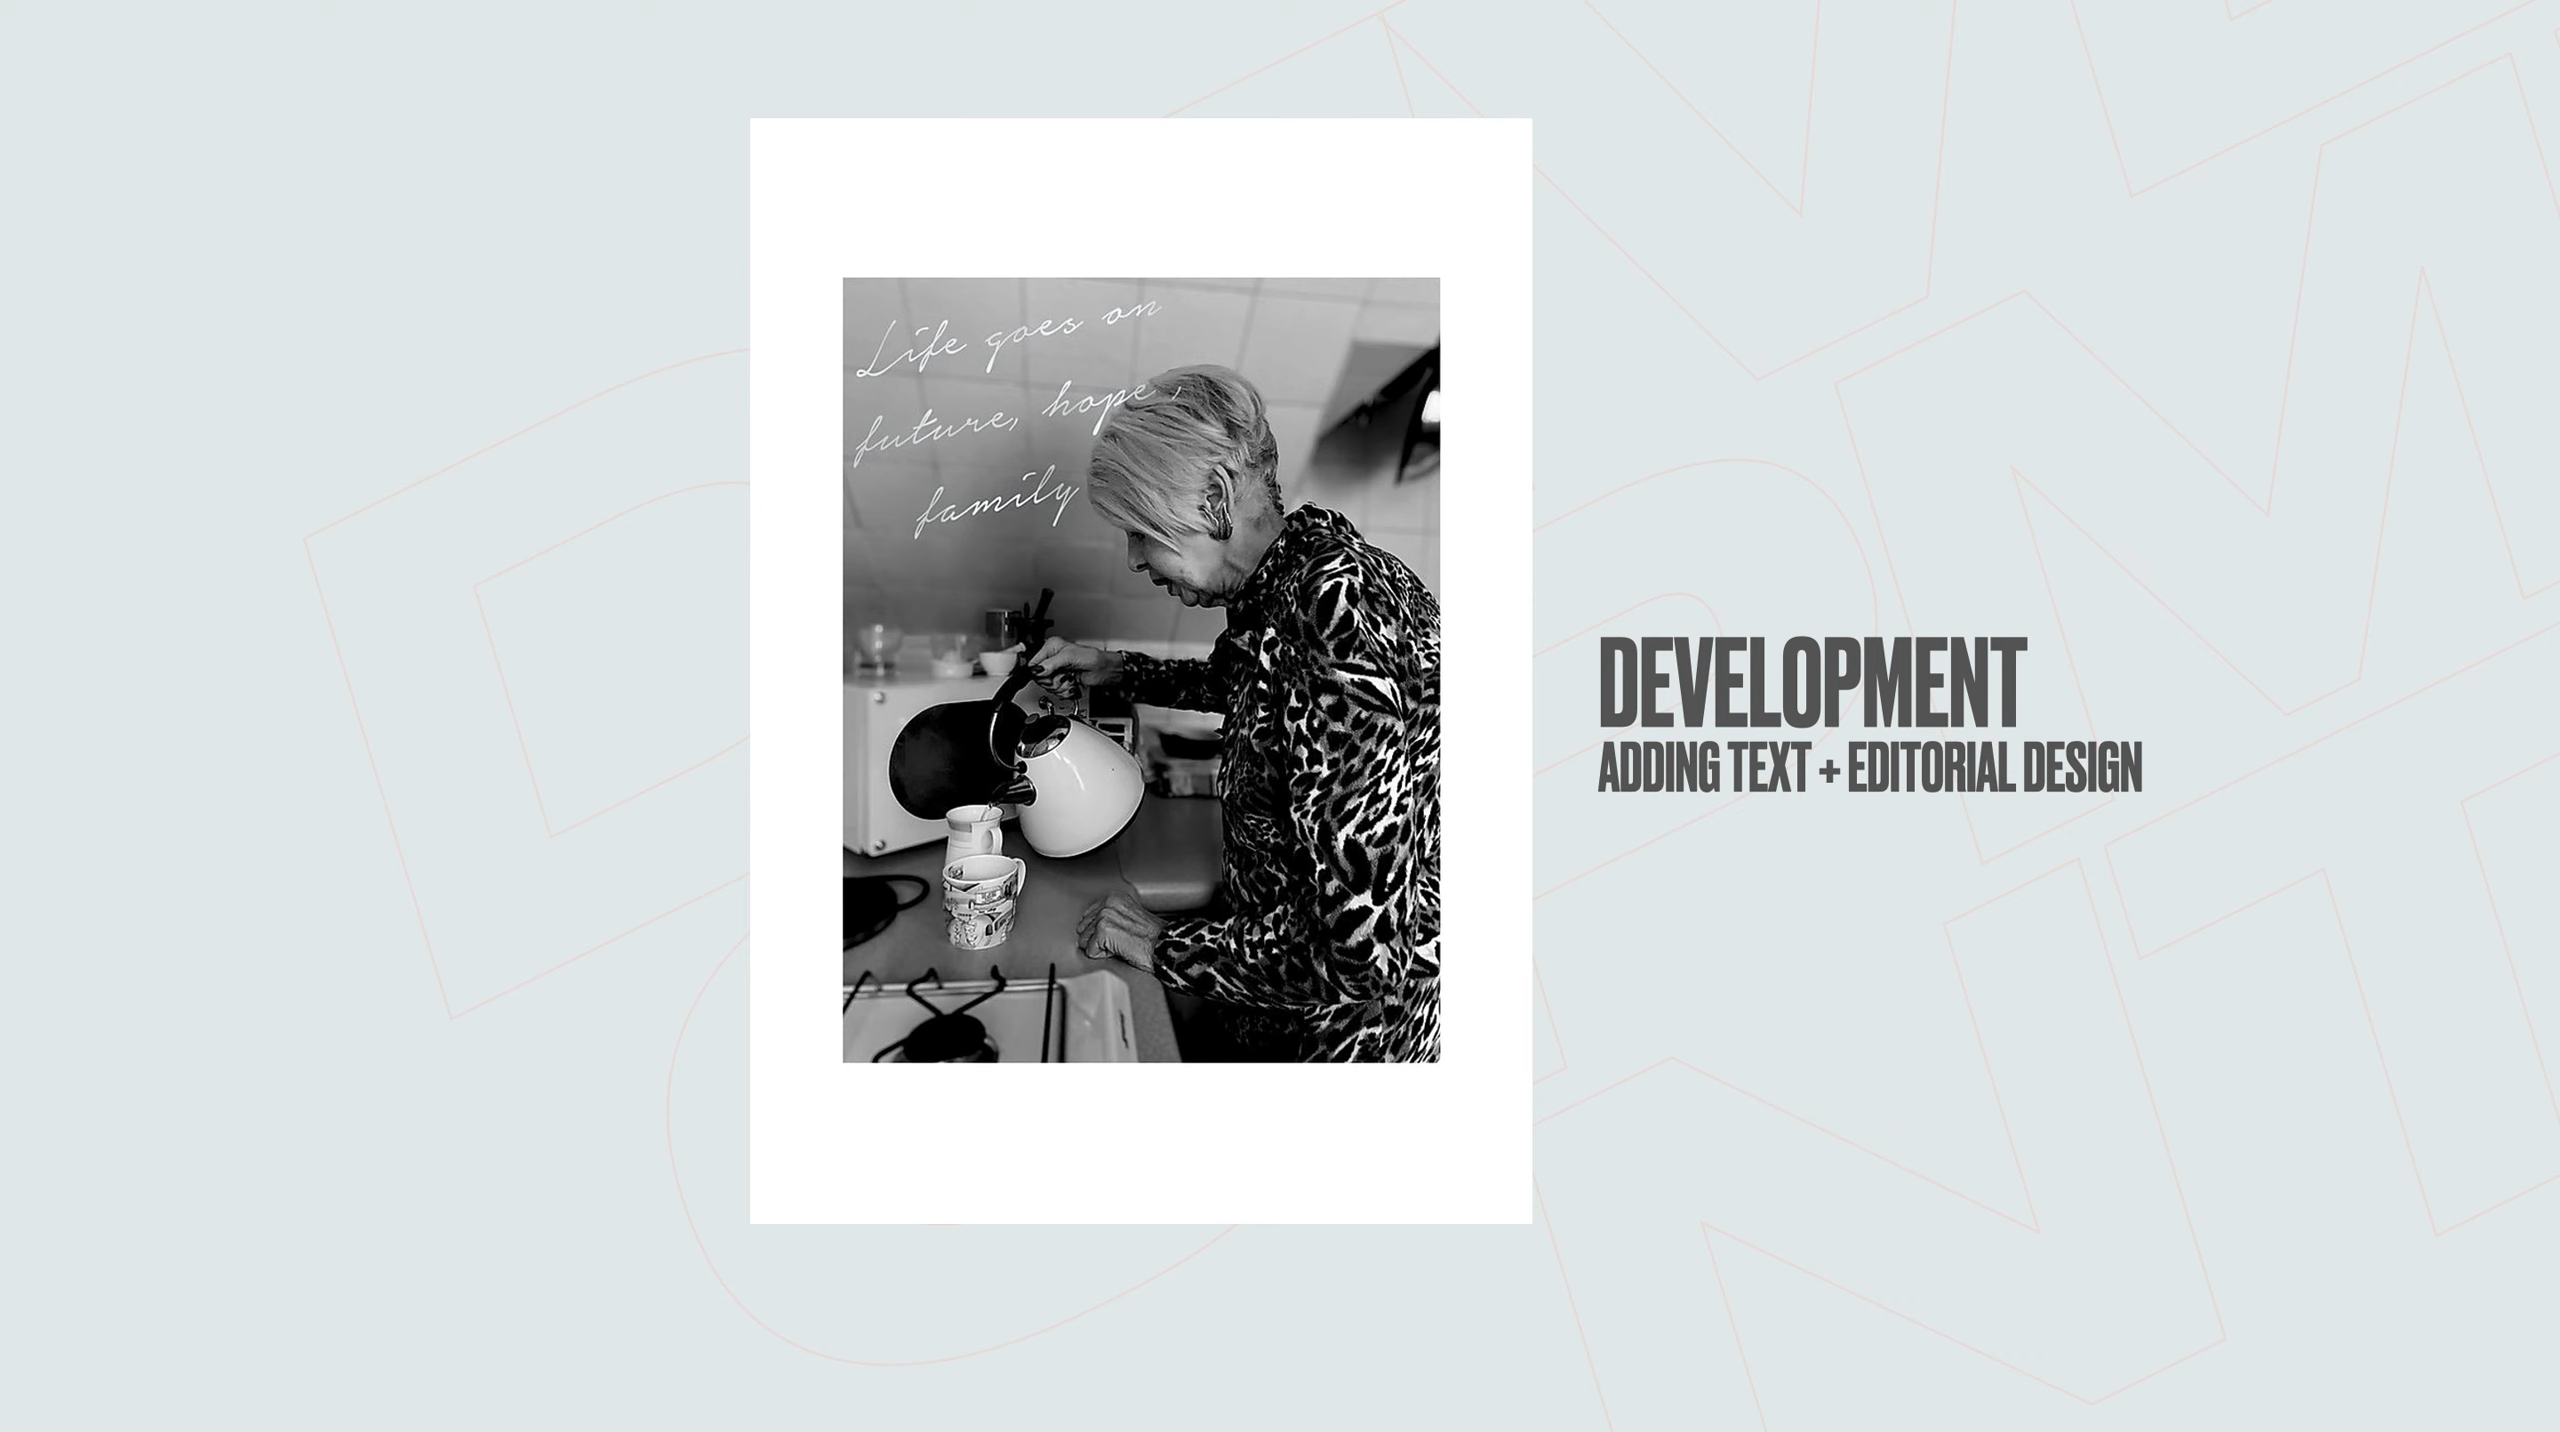 Life goes on
future, hope,
family
DEVELOPMENT
ADDING TEXT + EDITORIAL DESIGN